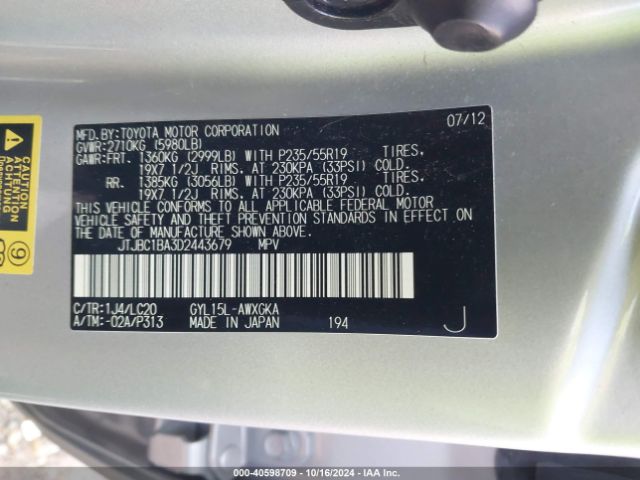 MFD. BY: TOYOTA MOTOR CORPORATION 07/12
GVWR: 2710KG (5980LB)
GAWR: FRT. 1360KG (2999LB) WITH P235/55R19 TIRES.
19X7 1/2J RIMS. AT 230KPA (33PSI) COLD.
RR. 1385KG (3056LB) WITH P235/55R19 TIRES.
19X7 1/2J RIMS. AT 230KPA (33PSI) COLD.
THIS VEHICLE CONFORMS TO ALL APPLICABLE FEDERAL MOTOR
VEHICLE SAFETY AND THEFT PREVENTION STANDARDS IN EFFECT ON
THE DATE OF MANUFACTURE SHOWN ABOVE.
JTJBC1BA3D2443679 MPV
C/TR: 1J4/LC20 GYL15L-AWXGKA
A/TM: -02A/P313 MADE IN JAPAN 194 J
ATTENTION
ACHTUNG
9
www. - 40598709 - 10/16/2024 - IAA. Inc.